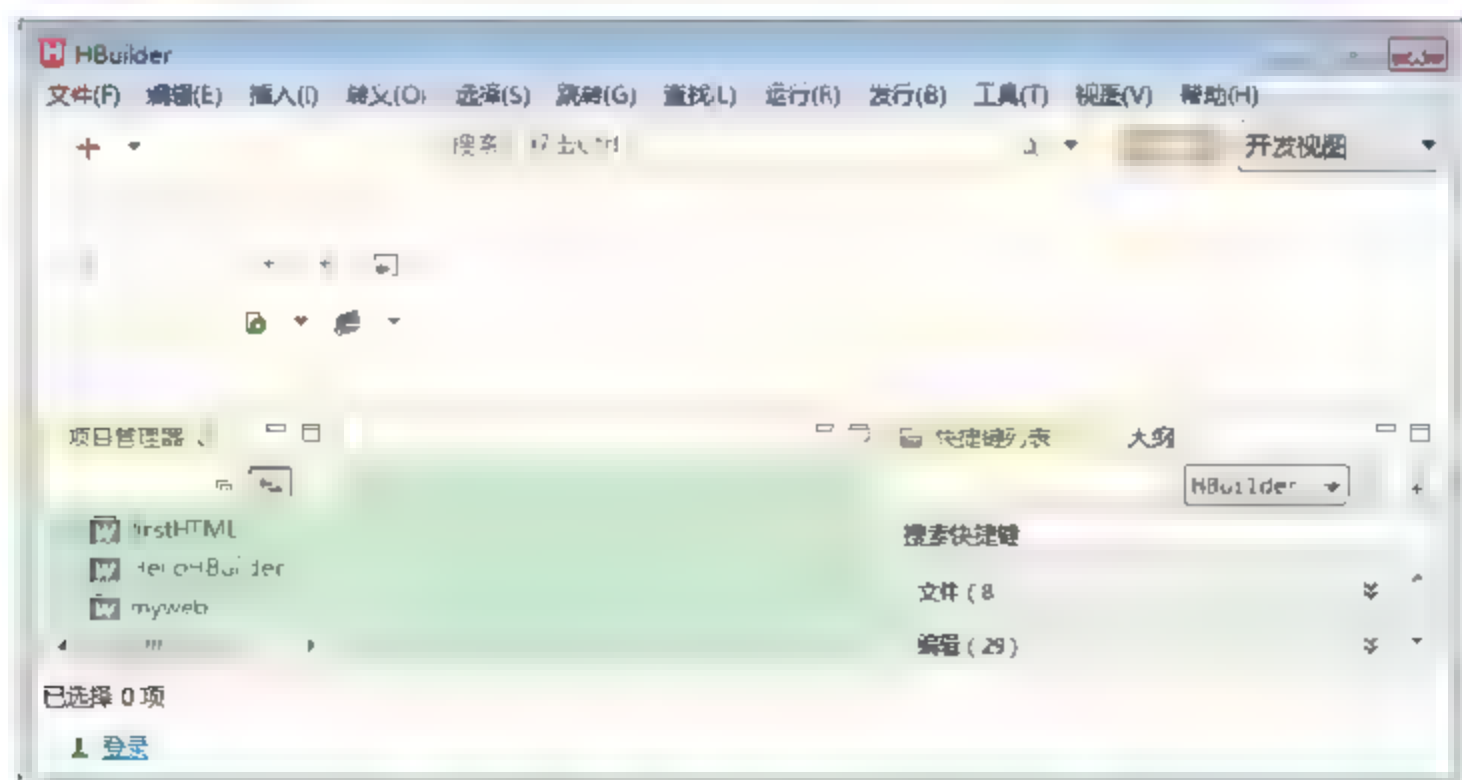 HBuilder
文件(F) 编辑(E) 插入(I) 转义(O) 选择(S) 跳转(G) 查找(L) 运行(R) 发行(B) 工具(T) 视图(V) 帮助(H)
搜索 开发视图
项目管理器 快捷键列表 大纲
HBuilder
firstHTML
搜索快捷键
HelloHBuilder
文件 ( 8
myweb
编辑 ( 29 )
已选择 0 项
登录